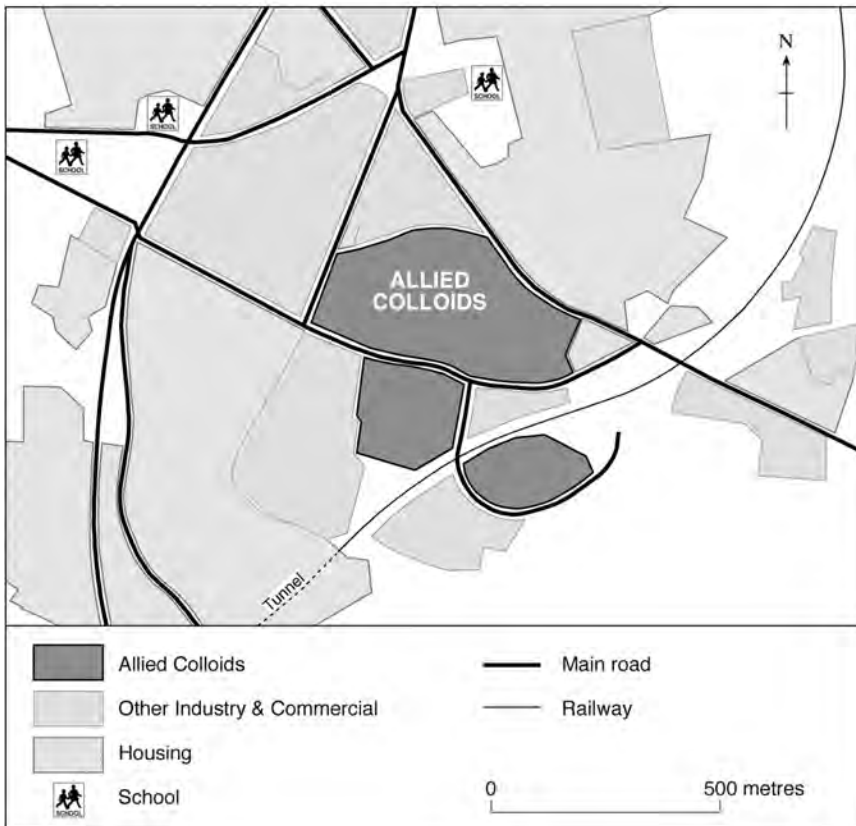 SCHOOL
N
SCHOOL
SCHOOL
ALLIED
COLLOIDS
Tunnel
Allied Colloids
Other Industry & Commercial
Housing
SCHOOL
School
Main road
Railway
0 500 metres